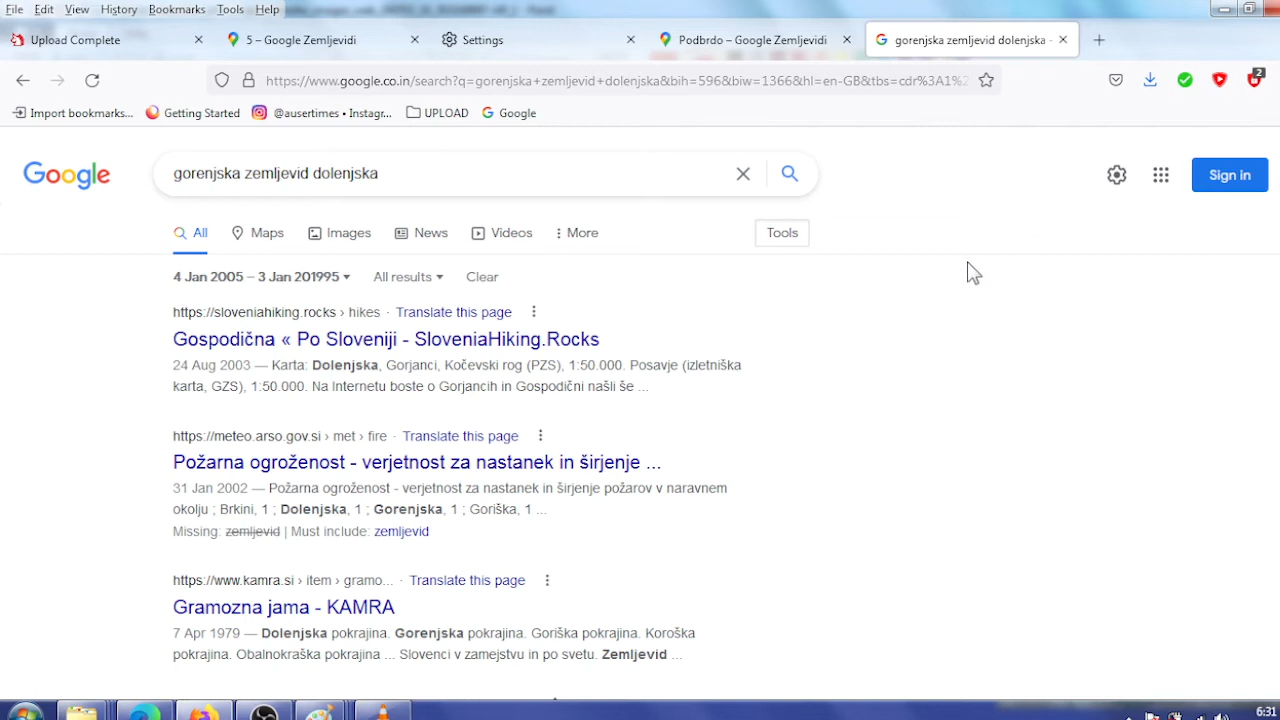 File Edit View History Bookmarks Tools Help
Upload Complete
5 – Google Zemljevidi
Settings
Podbrdo – Google Zemljevidi
gorenjska zemljevid dolenjska -
https://www.google.co.in/search?q=gorenjska+zemljevid+dolenjska&bih=596&biw=1366&hl=en-GB&tbs=cdr%3A1%2
2
Import bookmarks... Getting Started @ausertimes • Instagr... UPLOAD Google
Google
gorenjska zemljevid dolenjska
Sign in
All Maps Images News Videos More Tools
4 Jan 2005 – 3 Jan 201995 All results Clear
https://sloveniahiking.rocks › hikes · Translate this page
Gospodična « Po Sloveniji - SloveniaHiking.Rocks
24 Aug 2003 — Karta: Dolenjska, Gorjanci, Kočevski rog (PZS), 1:50.000. Posavje (izletniška
karta, GZS), 1:50.000. Na Internetu boste o Gorjancih in Gospodični našli še ...
https://meteo.arso.gov.si › met › fire · Translate this page
Požarna ogroženost - verjetnost za nastanek in širjenje ...
31 Jan 2002 — Požarna ogroženost - verjetnost za nastanek in širjenje požarov v naravnem
okolju ; Brkini, 1 ; Dolenjska, 1 ; Gorenjska, 1 ; Goriška, 1 ...
Missing: zemljevid | Must include: zemljevid
https://www.kamra.si › item › gramo... · Translate this page
Gramozna jama - KAMRA
7 Apr 1979 — Dolenjska pokrajina. Gorenjska pokrajina. Goriška pokrajina. Koroška
pokrajina. Obalnokraška pokrajina ... Slovenci v zamejstvu in po svetu. Zemljevid ...
6:31